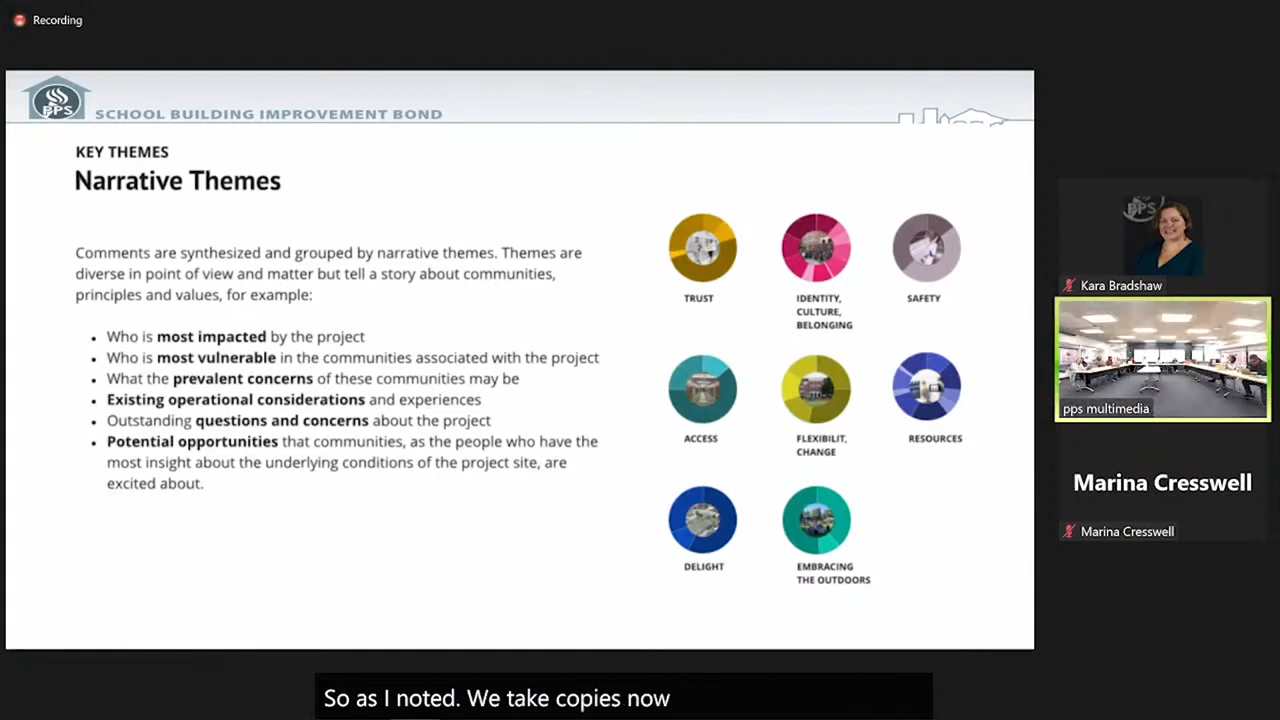 Recording
PPS
SCHOOL BUILDING IMPROVEMENT BOND
KEY THEMES
Narrative Themes
Comments are synthesized and grouped by narrative themes. Themes are
diverse in point of view and matter but tell a story about communities,
principles and values, for example:
• Who is most impacted by the project
• Who is most vulnerable in the communities associated with the project
• What the prevalent concerns of these communities may be
• Existing operational considerations and experiences
• Outstanding questions and concerns about the project
• Potential opportunities that communities, as the people who have the
most insight about the underlying conditions of the project site, are
excited about.
TRUST
IDENTITY,
CULTURE,
BELONGING
SAFETY
ACCESS
FLEXIBILIT,
CHANGE
RESOURCES
DELIGHT
EMBRACING
THE OUTDOORS
PPS
Kara Bradshaw
pps multimedia
Marina Cresswell
Marina Cresswell
So as I noted. We take copies now